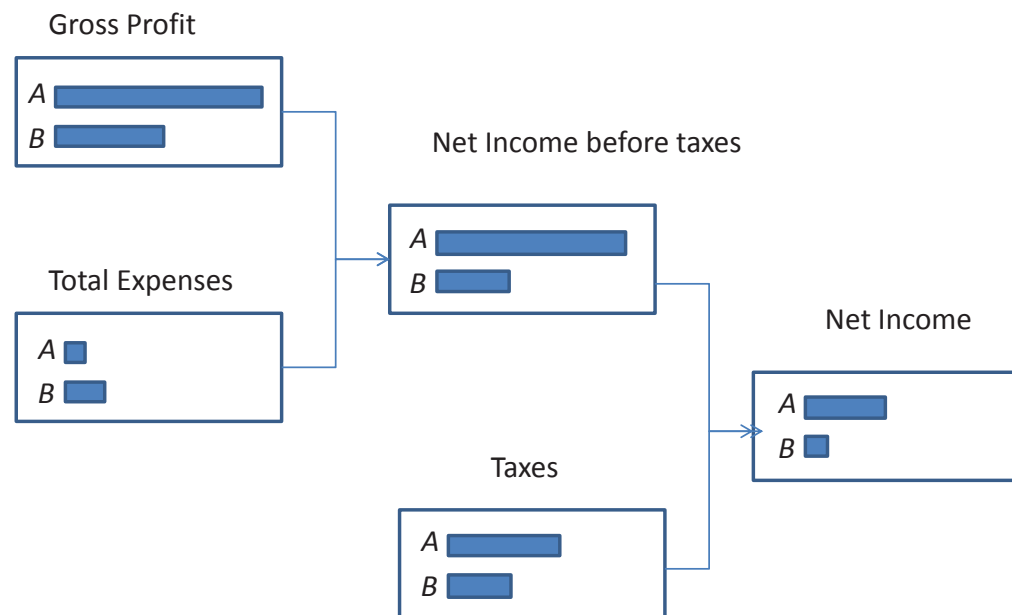 Gross Profit
A
B
Net Income before taxes
A
B
Total Expenses
A
B
Net Income
A
B
Taxes
A
B